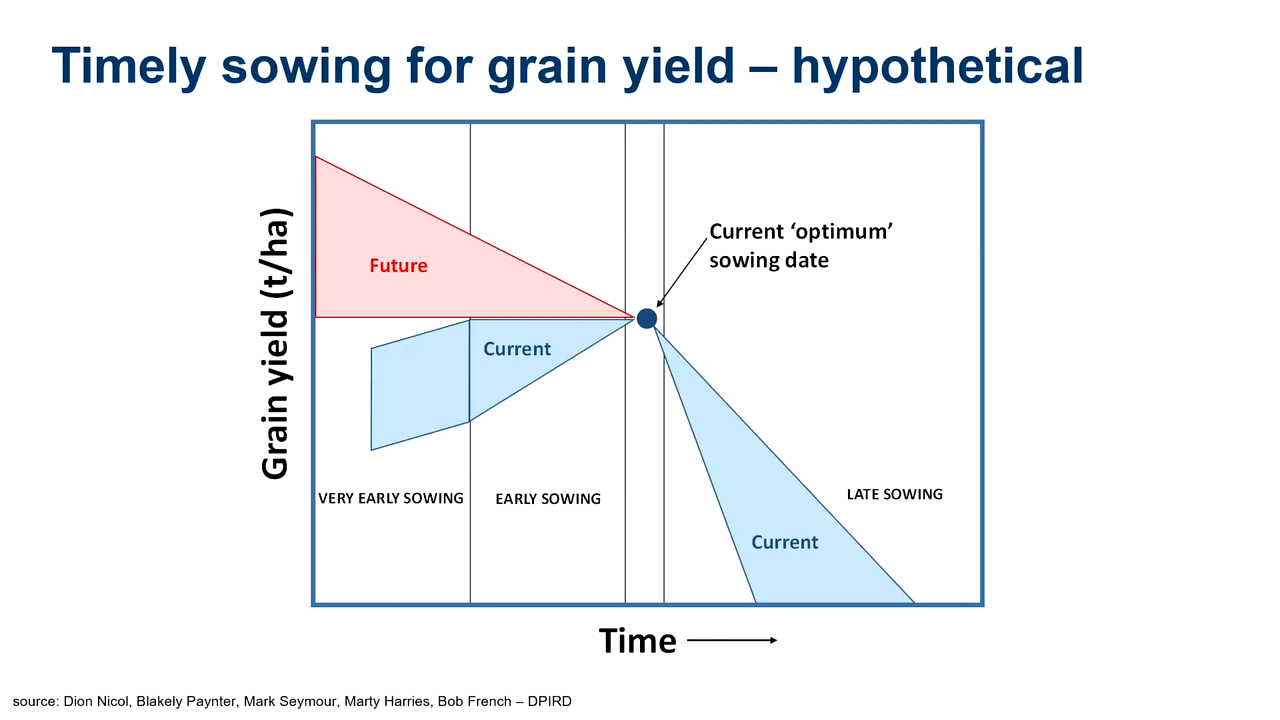 Timely sowing for grain yield – hypothetical
Grain yield (t/ha)
Future
Current
Current ‘optimum’
sowing date
VERY EARLY SOWING
EARLY SOWING
LATE SOWING
Current
Time
source: Dion Nicol, Blakely Paynter, Mark Seymour, Marty Harries, Bob French – DPIRD